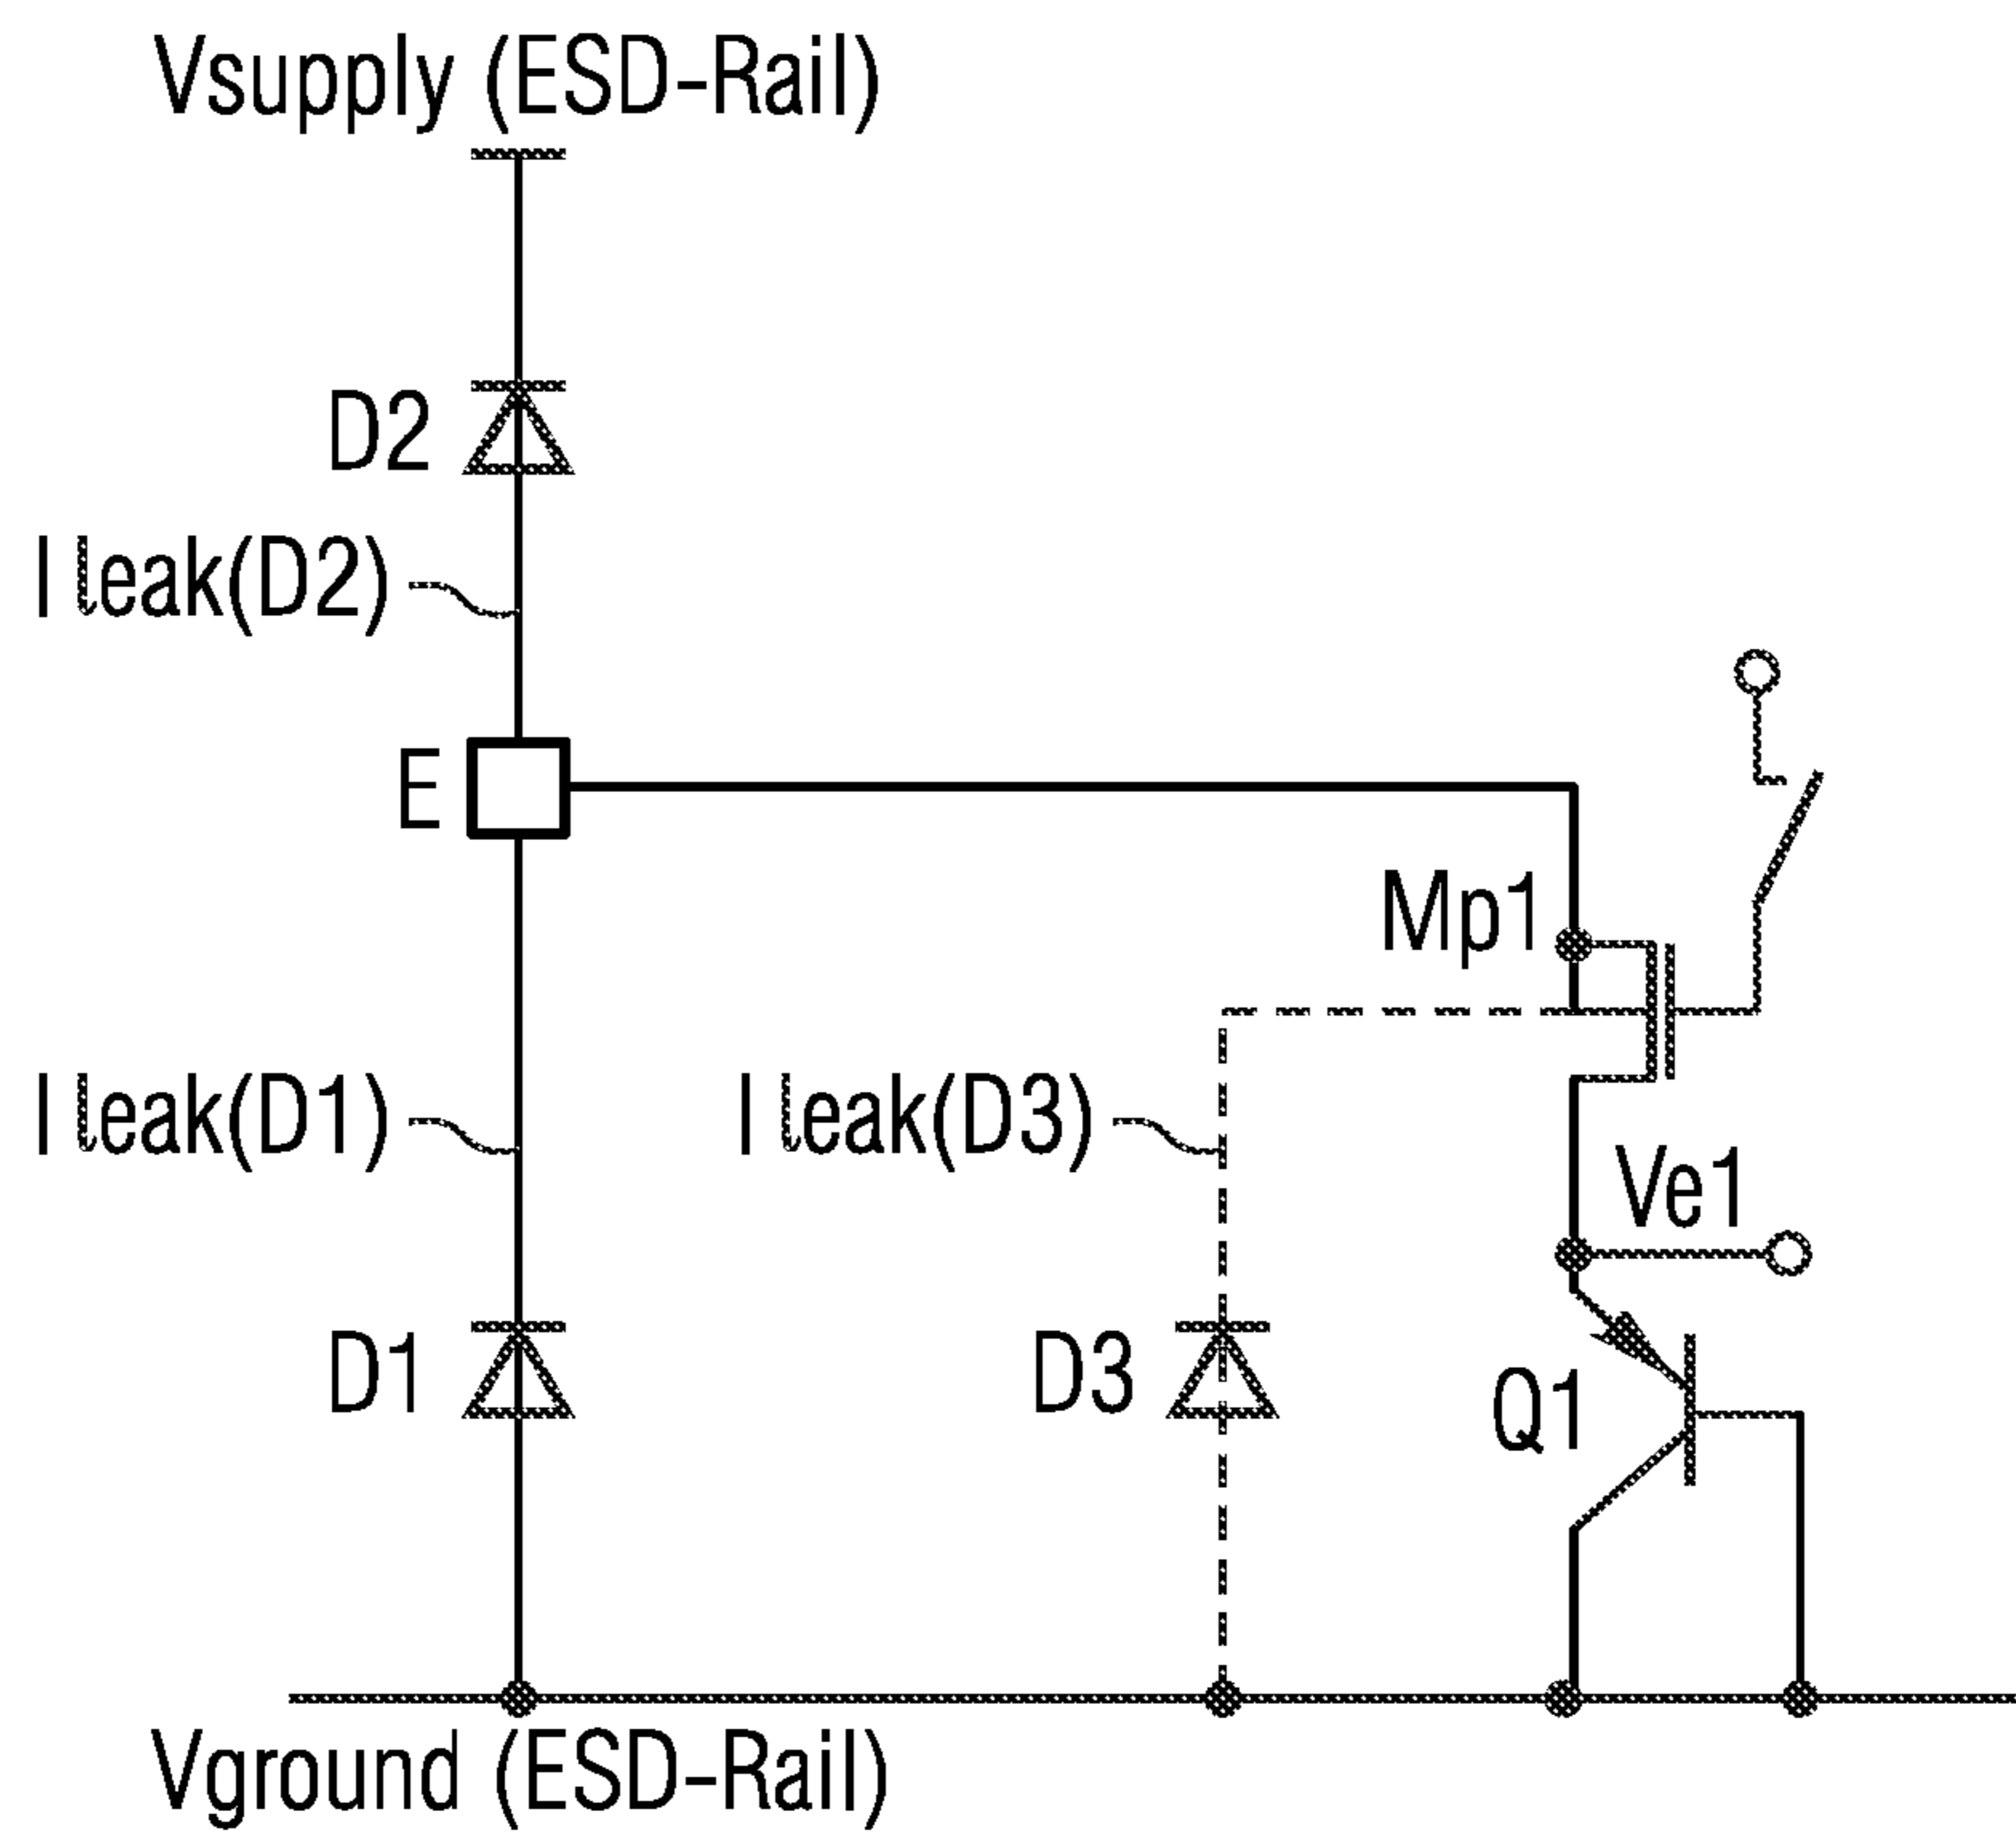 Vsupply (ESD-Rail)
D2
I leak(D2)
E
Mp1
I leak(D1)
I leak(D3)
Ve1
D1
D3
Q1
Vground (ESD-Rail)